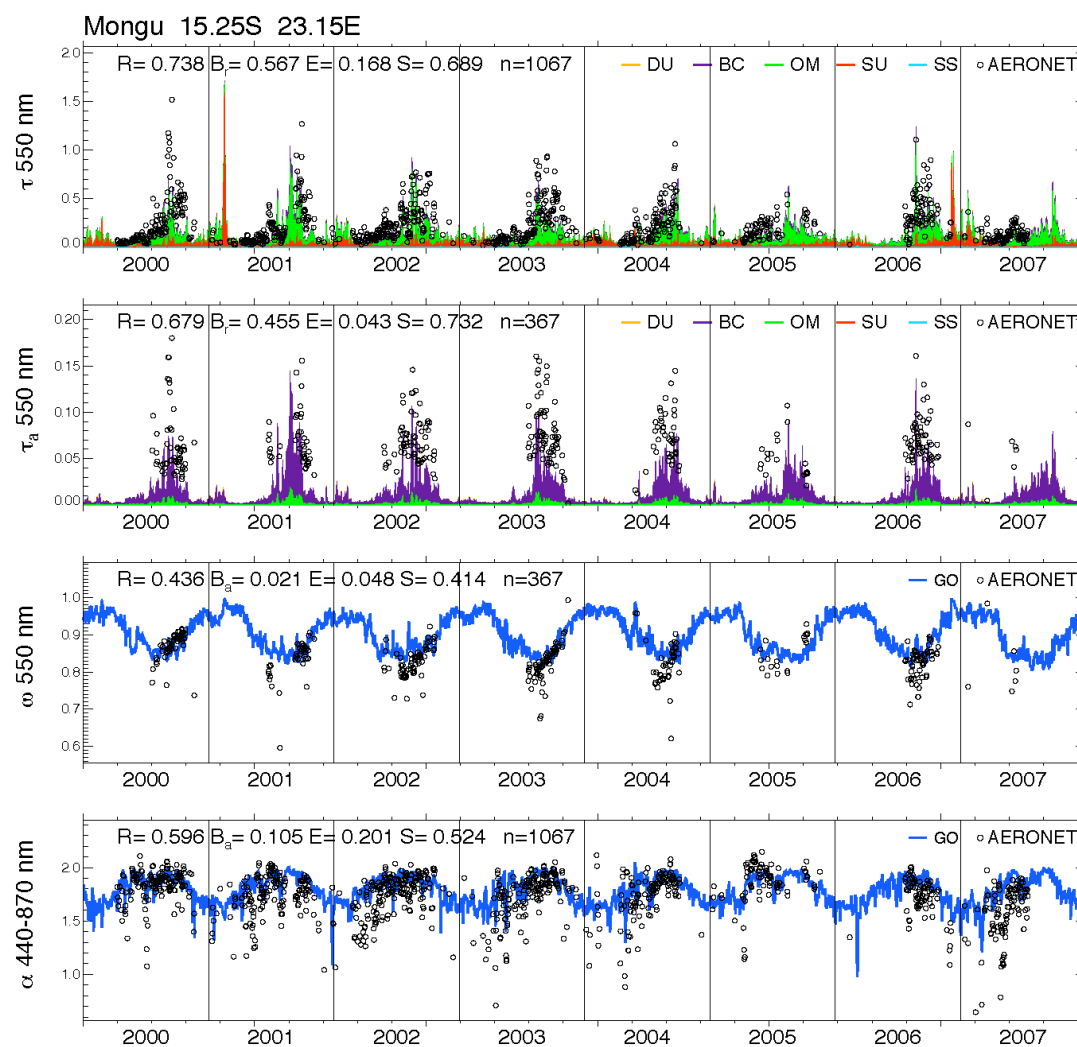 Mongu 15.25S 23.15E
R= 0.738 Br= 0.567 E= 0.168 S= 0.689 n=1067 DU BC OM SU SS AERONET
τ 550 nm
2.0
1.5
1.0
0.5
0.0
2000 2001 2002 2003 2004 2005 2006 2007
R= 0.679 Br= 0.455 E= 0.043 S= 0.732 n=367 DU BC OM SU SS AERONET
τa 550 nm
0.20
0.15
0.10
0.05
0.00
2000 2001 2002 2003 2004 2005 2006 2007
R= 0.436 Ba= 0.021 E= 0.048 S= 0.414 n=367 GO AERONET
ω 550 nm
1.0
0.9
0.8
0.7
0.6
2000 2001 2002 2003 2004 2005 2006 2007
R= 0.596 Ba= 0.105 E= 0.201 S= 0.524 n=1067 GO AERONET
α 440-870 nm
2.0
1.5
1.0
2000 2001 2002 2003 2004 2005 2006 2007